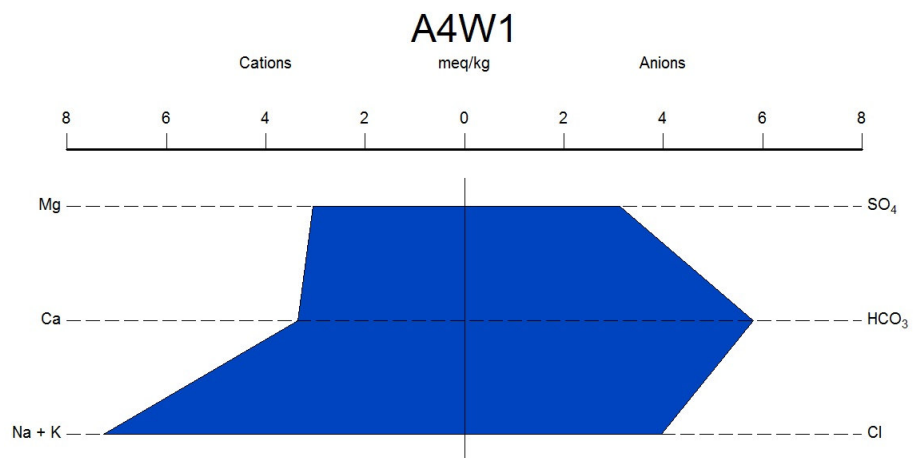 A4W1
Cations meq/kg Anions
8 6 4 2 0 2 4 6 8
Mg SO₄
Ca HCO₃
Na + K Cl